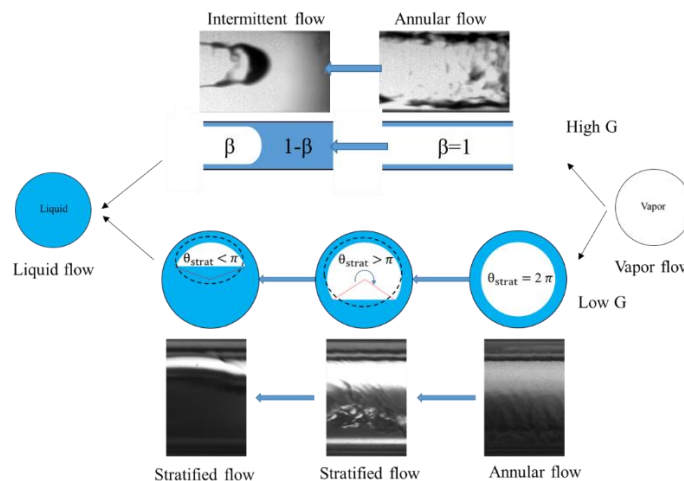 Intermittent flow
Annular flow
β
1-β
β=1
High G
Liquid
Liquid flow
Vapor
Vapor flow
θstrat < π
θstrat > π
θstrat = 2 π
Low G
Stratified flow
Stratified flow
Annular flow